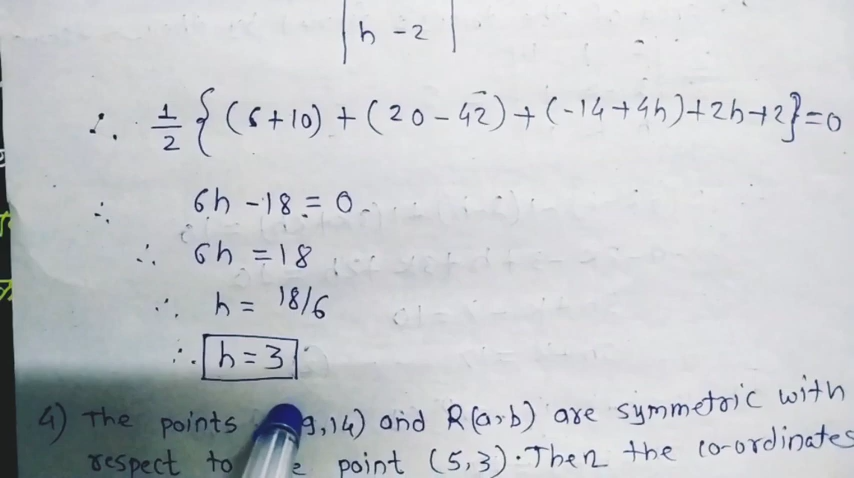 | h -2 |
∴ 1/2 { (6+10) + (20-42) + (-14+4h) + 2h+2 } = 0
∴ 6h - 18 = 0
∴ 6h = 18
∴ h = 18/6
∴ h = 3
4) The points 9,14) and R(a,b) are symmetric with
respect to point (5,3). Then the co-ordinates